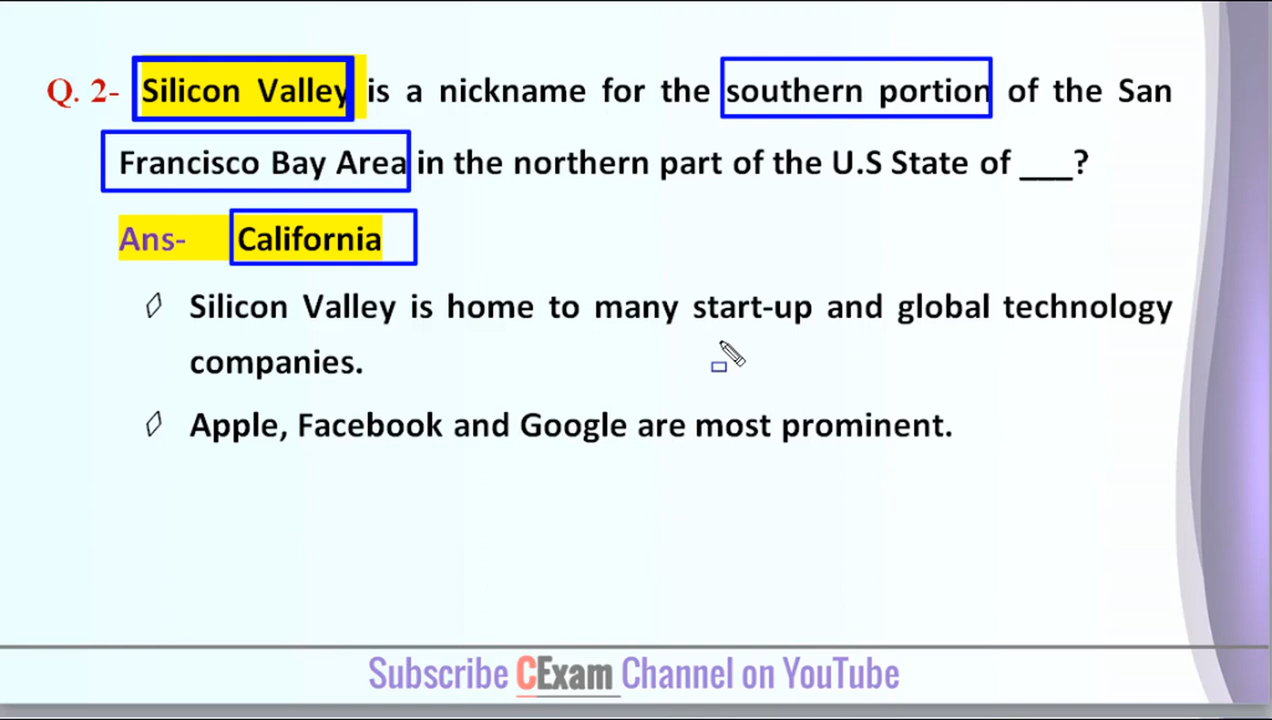 Q. 2- Silicon Valley is a nickname for the southern portion of the San
Francisco Bay Area in the northern part of the U.S State of ___?
Ans- California
Silicon Valley is home to many start-up and global technology
companies.
Apple, Facebook and Google are most prominent.
Subscribe CExam Channel on YouTube